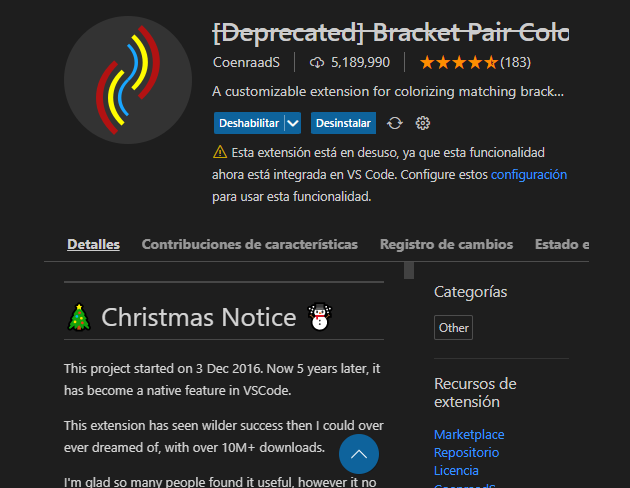 [Deprecated] Bracket Pair Colo
CoenraadS 5,189,990 (183)
A customizable extension for colorizing matching brack...
Deshabilitar Desinstalar
Esta extensión está en desuso, ya que esta funcionalidad
ahora está integrada en VS Code. Configure estos configuración
para usar esta funcionalidad.
Detalles Contribuciones de características Registro de cambios Estado e
Christmas Notice
This project started on 3 Dec 2016. Now 5 years later, it
has become a native feature in VSCode.
This extension has seen wilder success then I could over
ever dreamed of, with over 10M+ downloads.
I'm glad so many people found it useful, however it no
Categorías
Other
Recursos de
extensión
Marketplace
Repositorio
Licencia
CoenraadS